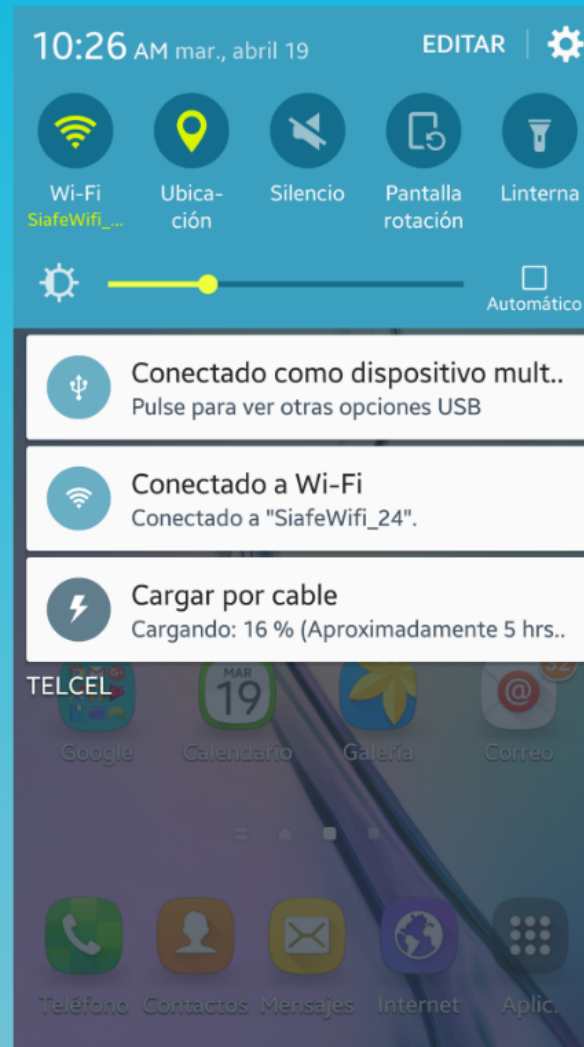 10:26 AM mar., abril 19 EDITAR
Wi-Fi
SiafeWifi_...
Ubica-
ción
Silencio
Pantalla
rotación
Linterna
Automático
Conectado como dispositivo mult..
Pulse para ver otras opciones USB
Conectado a Wi-Fi
Conectado a "SiafeWifi_24".
Cargar por cable
Cargando: 16 % (Aproximadamente 5 hrs..
TELCEL
MAR
19
32
Google Calendario Galería Correo
Teléfono Contactos Mensajes Internet Aplic.